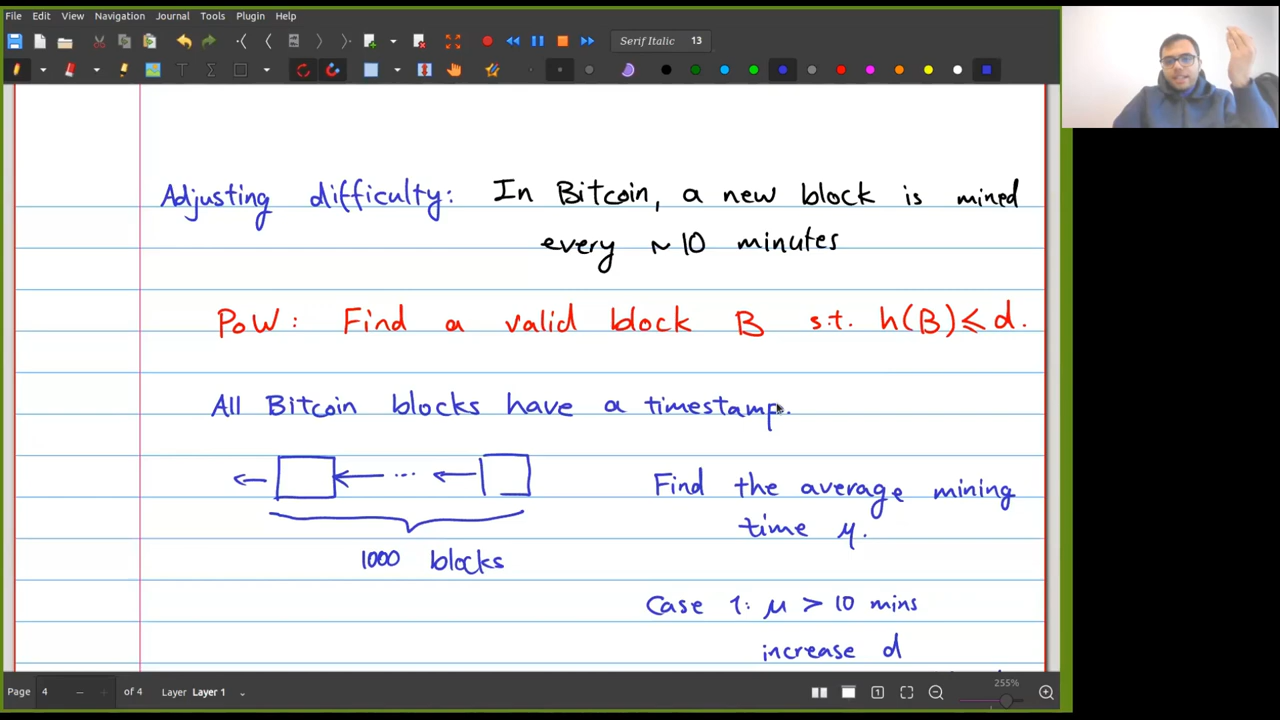 File Edit View Navigation Journal Tools Plugin Help
Serif Italic 13
Adjusting difficulty: In Bitcoin, a new block is mined
every ~10 minutes
PoW: Find a valid block B s.t. h(B)≤d.
All Bitcoin blocks have a timestamp.
Find the average mining
time μ.
1000 blocks
Case 1: μ > 10 mins
increase d
Page 4 of 4 Layer Layer 1 255%